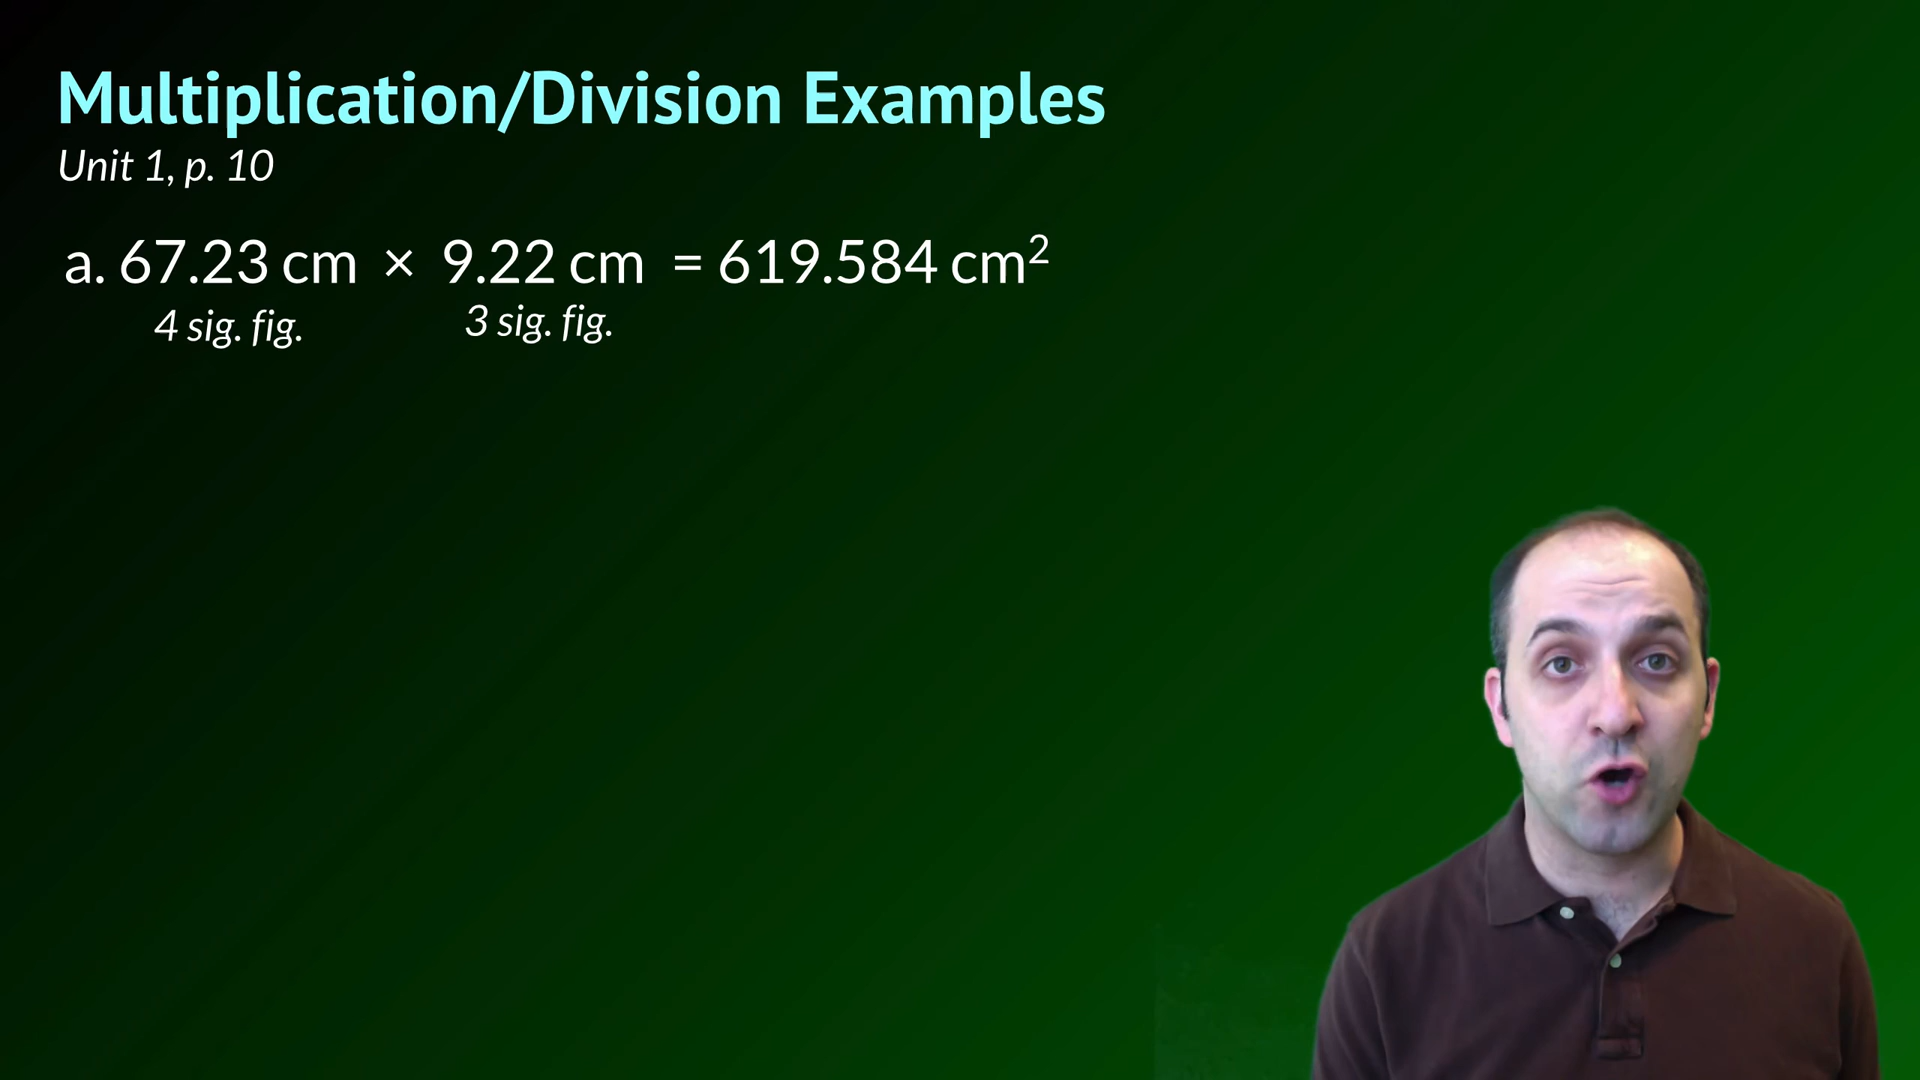 Multiplication/Division Examples
Unit 1, p. 10
a. 67.23 cm × 9.22 cm = 619.584 cm²
4 sig. fig. 3 sig. fig.